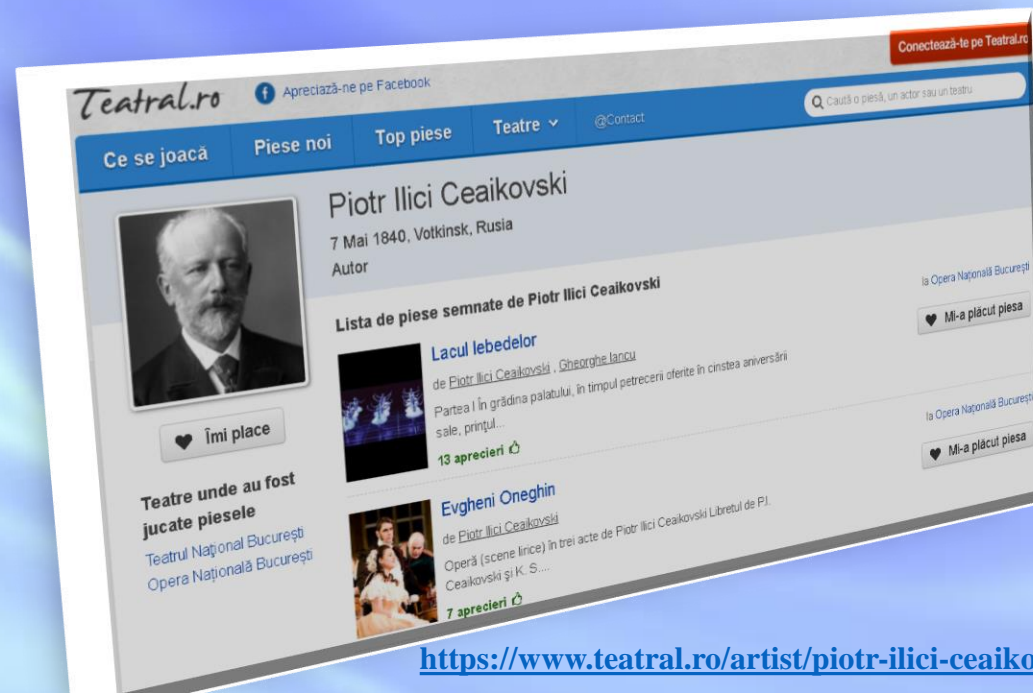 Teatral.ro
Apreciază-ne pe Facebook
Conectează-te pe Teatral.ro
Ce se joacă
Piese noi
Top piese
Teatre
@Contact
Caută o piesă, un actor sau un teatru
Piotr Ilici Ceaikovski
7 Mai 1840, Votkinsk, Rusia
Autor
Îmi place
Teatre unde au fost
jucate piesele
Teatrul Național București
Opera Națională București
Lista de piese semnate de Piotr Ilici Ceaikovski
Lacul lebedelor
de Piotr Ilici Ceaikovski , Gheorghe Iancu
Partea I În grădina palatului, în timpul petrecerii oferite în cinstea aniversării
sale, prințul...
13 aprecieri
la Opera Națională București
Mi-a plăcut piesa
Evgheni Oneghin
de Piotr Ilici Ceaikovski
Operă (scene lirice) în trei acte de Piotr Ilici Ceaikovski Libretul de P.I.
Ceaikovski și K. S....
7 aprecieri
la Opera Națională București
Mi-a plăcut piesa
https://www.teatral.ro/artist/piotr-ilici-ceaiko